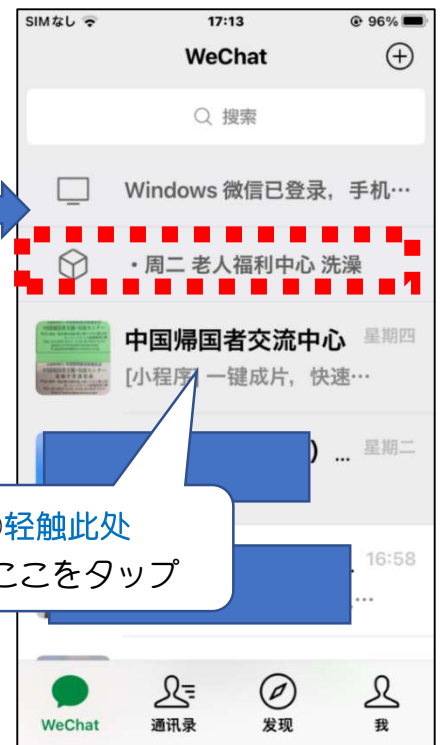 SIMなし 17:13 96%
WeChat
搜索
Windows 微信已登录，手机…
・周二 老人福利中心 洗澡
中国帰国者交流中心 星期四
[小程序] 一键成片，快速…
) … 星期二
轻触此处
ここをタップ
16:58
…
WeChat 通讯录 发现 我